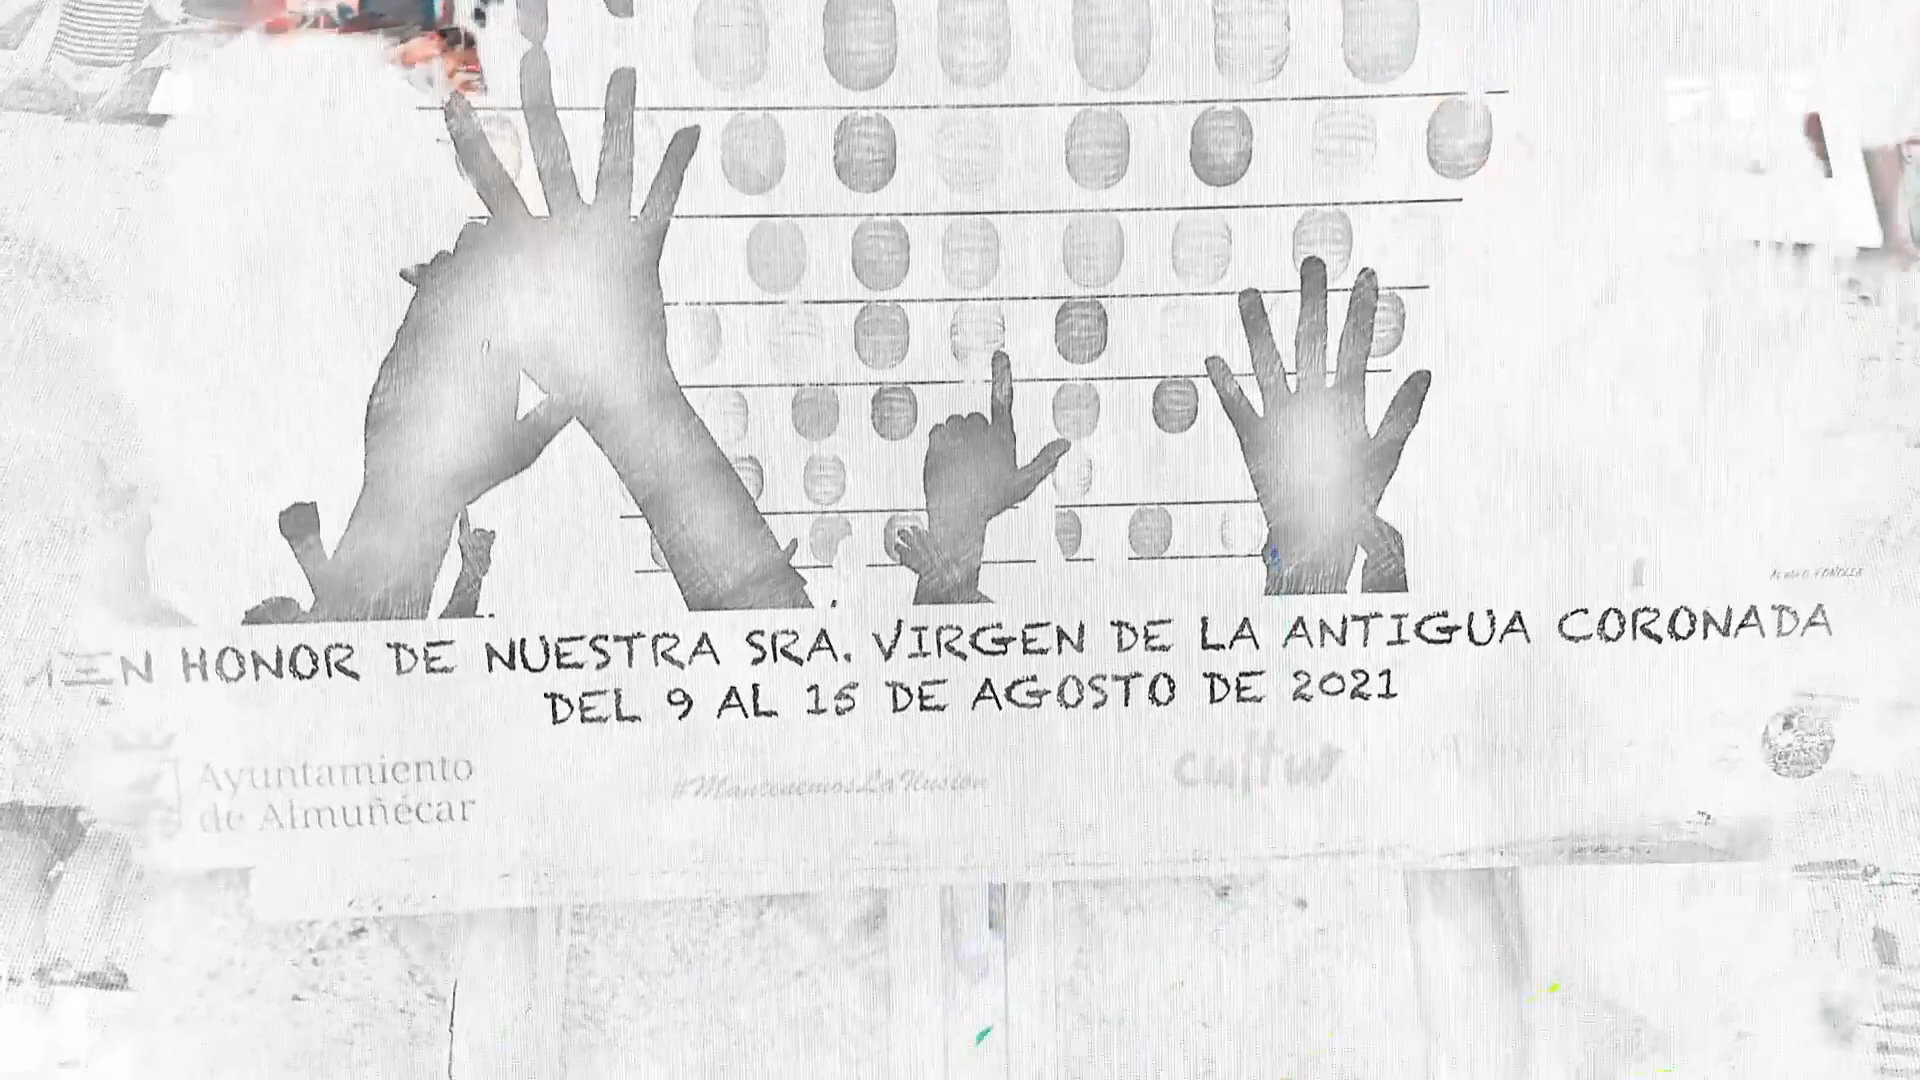 EN HONOR DE NUESTRA SRA. VIRGEN DE LA ANTIGUA CORONADA
DEL 9 AL 15 DE AGOSTO DE 2021
Ayuntamiento
de Almuñécar
#MantenemosLaIlusión
cultur